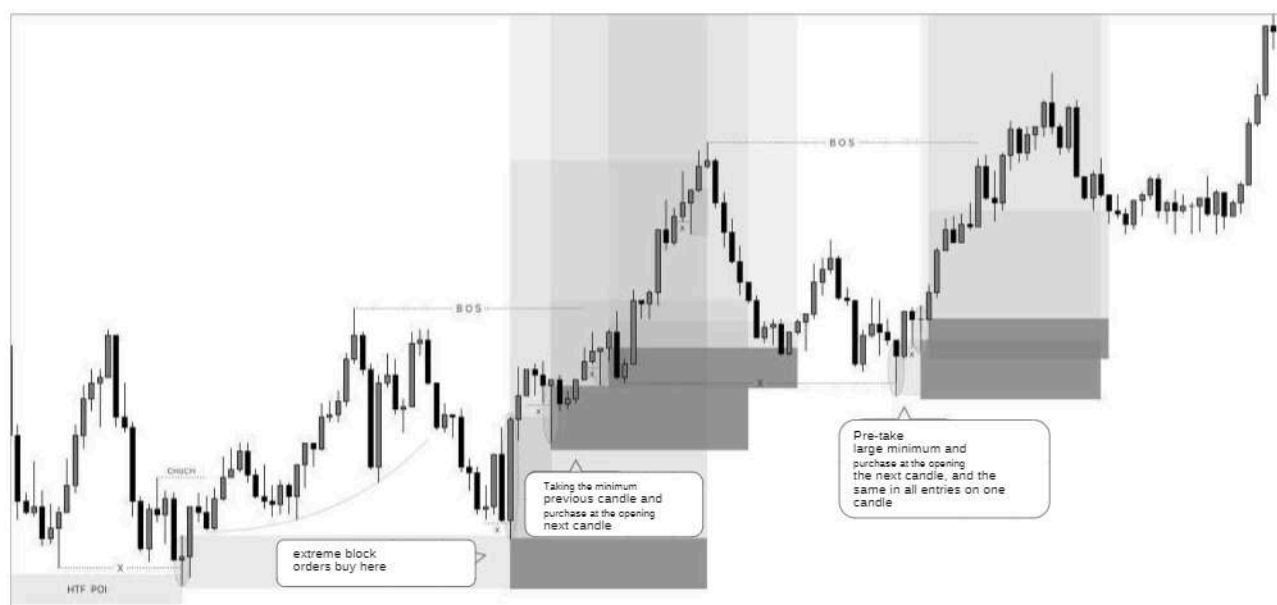 BOS
BOS
CHOCH
X
HTF POI
X
X
X
X
X
X
extreme block
orders buy here
Taking the minimum
previous candle and
purchase at the opening
next candle
Pre-take
large minimum and
purchase at the opening
the next candle, and the
same in all entries on one
candle